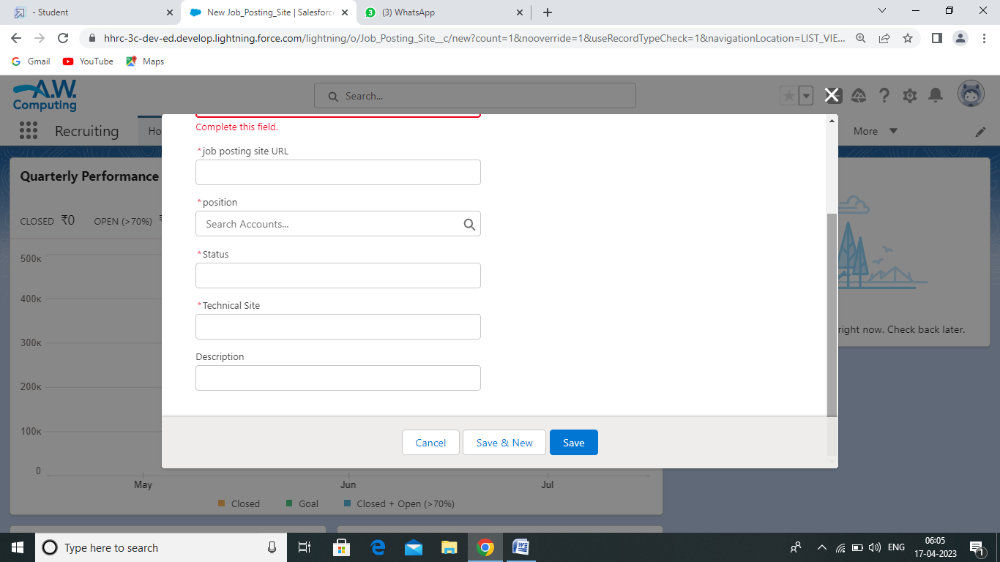 - Student
New Job_Posting_Site | Salesforce
(3) WhatsApp
hhrc-3c-dev-ed.develop.lightning.force.com/lightning/o/Job_Posting_Site__c/new?count=1&nooverride=1&useRecordTypeCheck=1&navigationLocation=LIST_VIE...
Gmail
YouTube
Maps
A.W.
Computing
Search...
Recruiting
Ho
More
Complete this field.
*job posting site URL
*position
Search Accounts...
*Status
*Technical Site
Description
Cancel
Save & New
Save
Quarterly Performance
CLOSED ₹0 OPEN (>70%)
500K
400K
300K
200K
100K
0
May
Jun
Jul
Closed
Goal
Closed + Open (>70%)
right now. Check back later.
Type here to search
ENG
06:05
17-04-2023
1